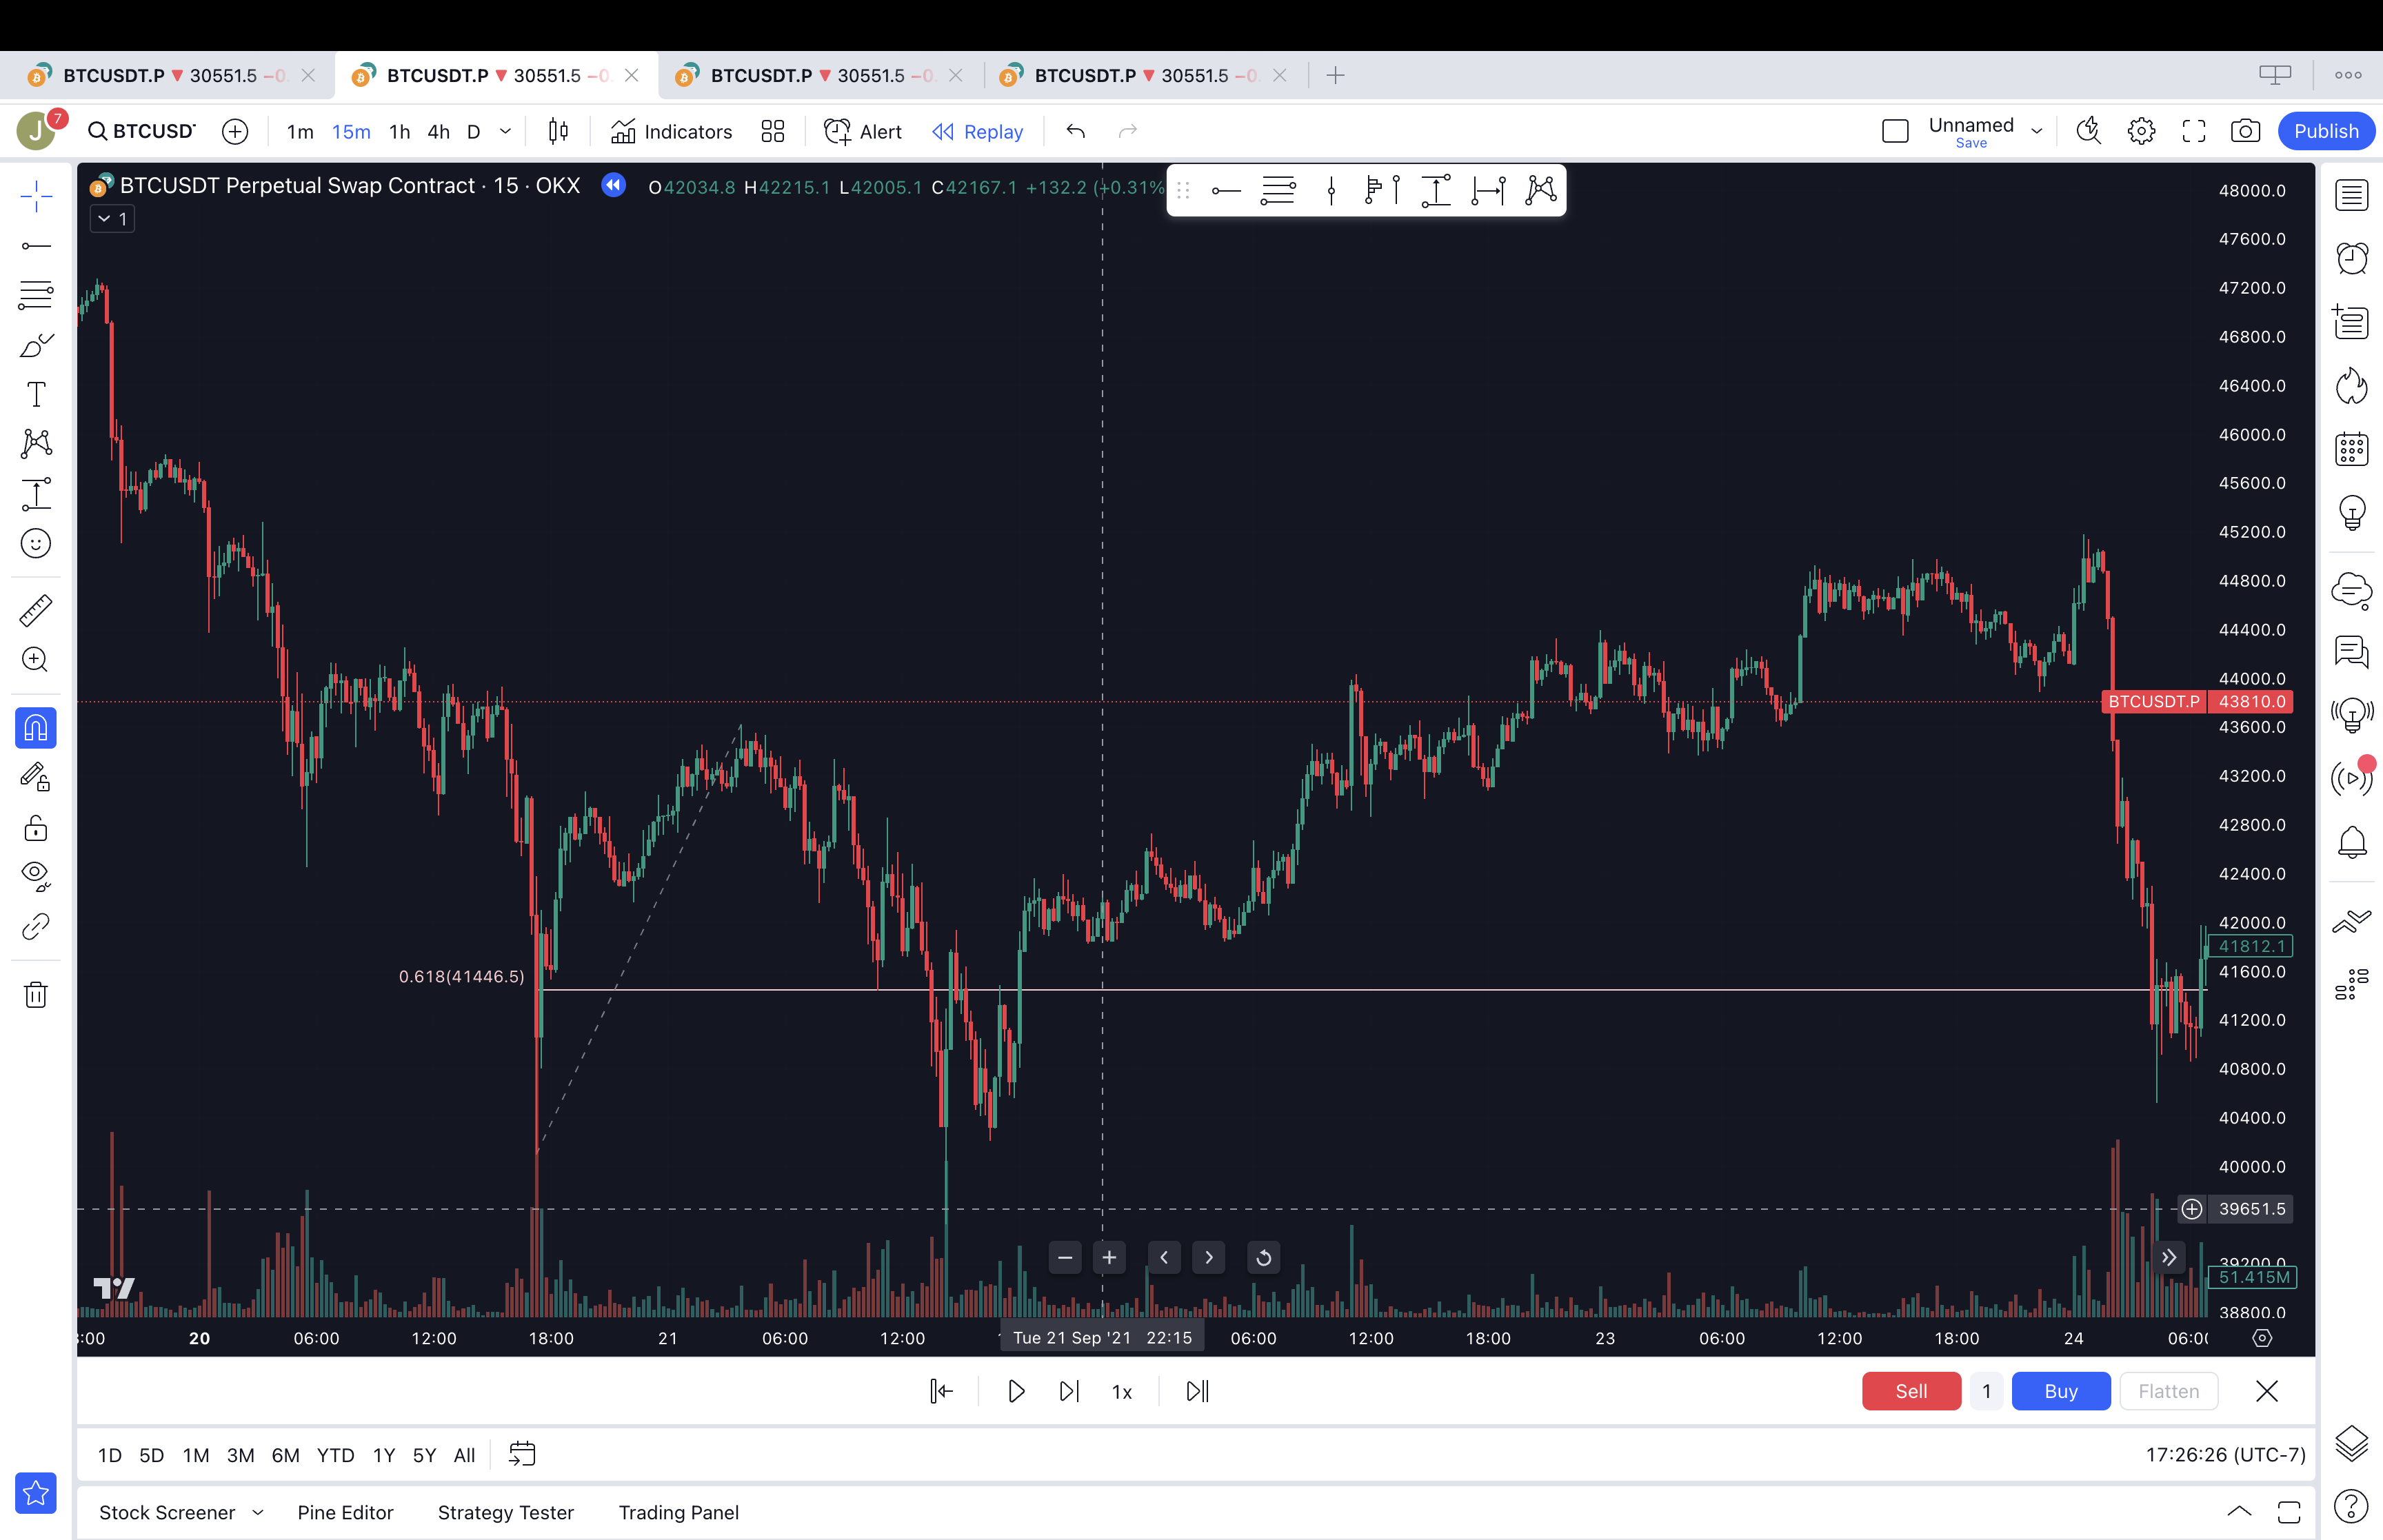 BTCUSDT.P ▼ 30551.5 −0.
BTCUSDT.P ▼ 30551.5 −0.
BTCUSDT.P ▼ 30551.5 −0.
BTCUSDT.P ▼ 30551.5 −0.
J 7 BTCUSD 1m 15m 1h 4h D Indicators Alert Replay Unnamed Publish
Save
BTCUSDT Perpetual Swap Contract · 15 · OKX O42034.8 H42215.1 L42005.1 C42167.1 +132.2 (+0.31%
1
48000.0
47600.0
47200.0
46800.0
46400.0
46000.0
45600.0
45200.0
44800.0
44400.0
44000.0
BTCUSDT.P 43810.0
43600.0
43200.0
42800.0
42400.0
42000.0
41812.1
0.618(41446.5)
41600.0
41200.0
40800.0
40400.0
40000.0
39651.5
39200.0
51.415M
38800.0
:00 20 06:00 12:00 18:00 21 06:00 12:00 Tue 21 Sep '21 22:15 06:00 12:00 18:00 23 06:00 12:00 18:00 24 06:0
1x Sell 1 Buy Flatten
1D 5D 1M 3M 6M YTD 1Y 5Y All 17:26:26 (UTC-7)
Stock Screener Pine Editor Strategy Tester Trading Panel